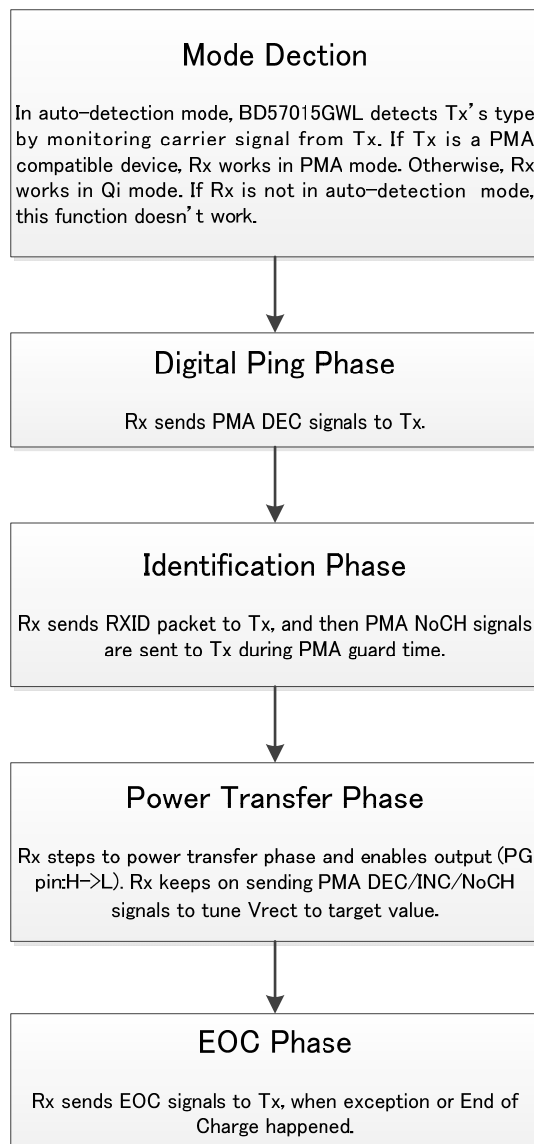 Mode Dection
In auto-detection mode, BD57015GWL detects Tx's type
by monitoring carrier signal from Tx. If Tx is a PMA
compatible device, Rx works in PMA mode. Otherwise, Rx
works in Qi mode. If Rx is not in auto-detection mode,
this function doesn't work.
Digital Ping Phase
Rx sends PMA DEC signals to Tx.
Identification Phase
Rx sends RXID packet to Tx, and then PMA NoCH signals
are sent to Tx during PMA guard time.
Power Transfer Phase
Rx steps to power transfer phase and enables output (PG
pin:H->L). Rx keeps on sending PMA DEC/INC/NoCH
signals to tune Vrect to target value.
EOC Phase
Rx sends EOC signals to Tx, when exception or End of
Charge happened.